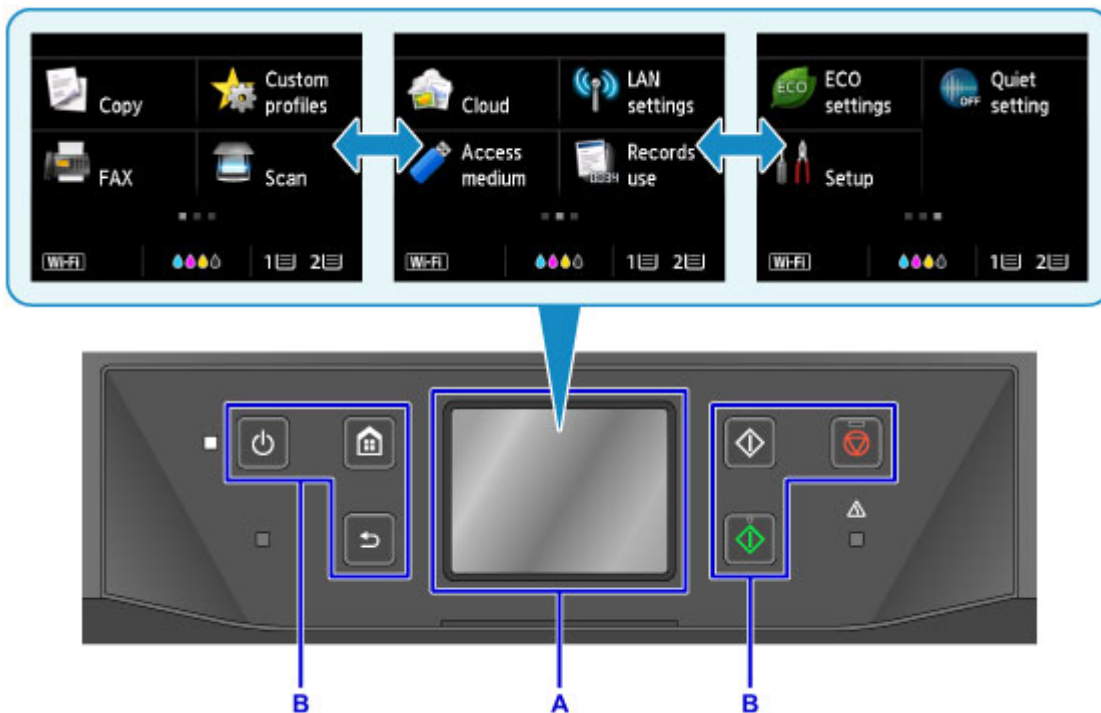 Copy
Custom
profiles
FAX
Scan
Wi-Fi
1 2
Cloud
LAN
settings
Access
medium
Records
use
Wi-Fi
1 2
ECO
ECO
settings
OFF
Quiet
setting
Setup
Wi-Fi
1 2
B
A
B